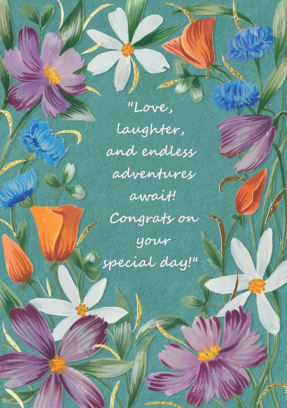 "Love,
laughter,
and endless
adventures
await!
Congrats on
your
special day!"